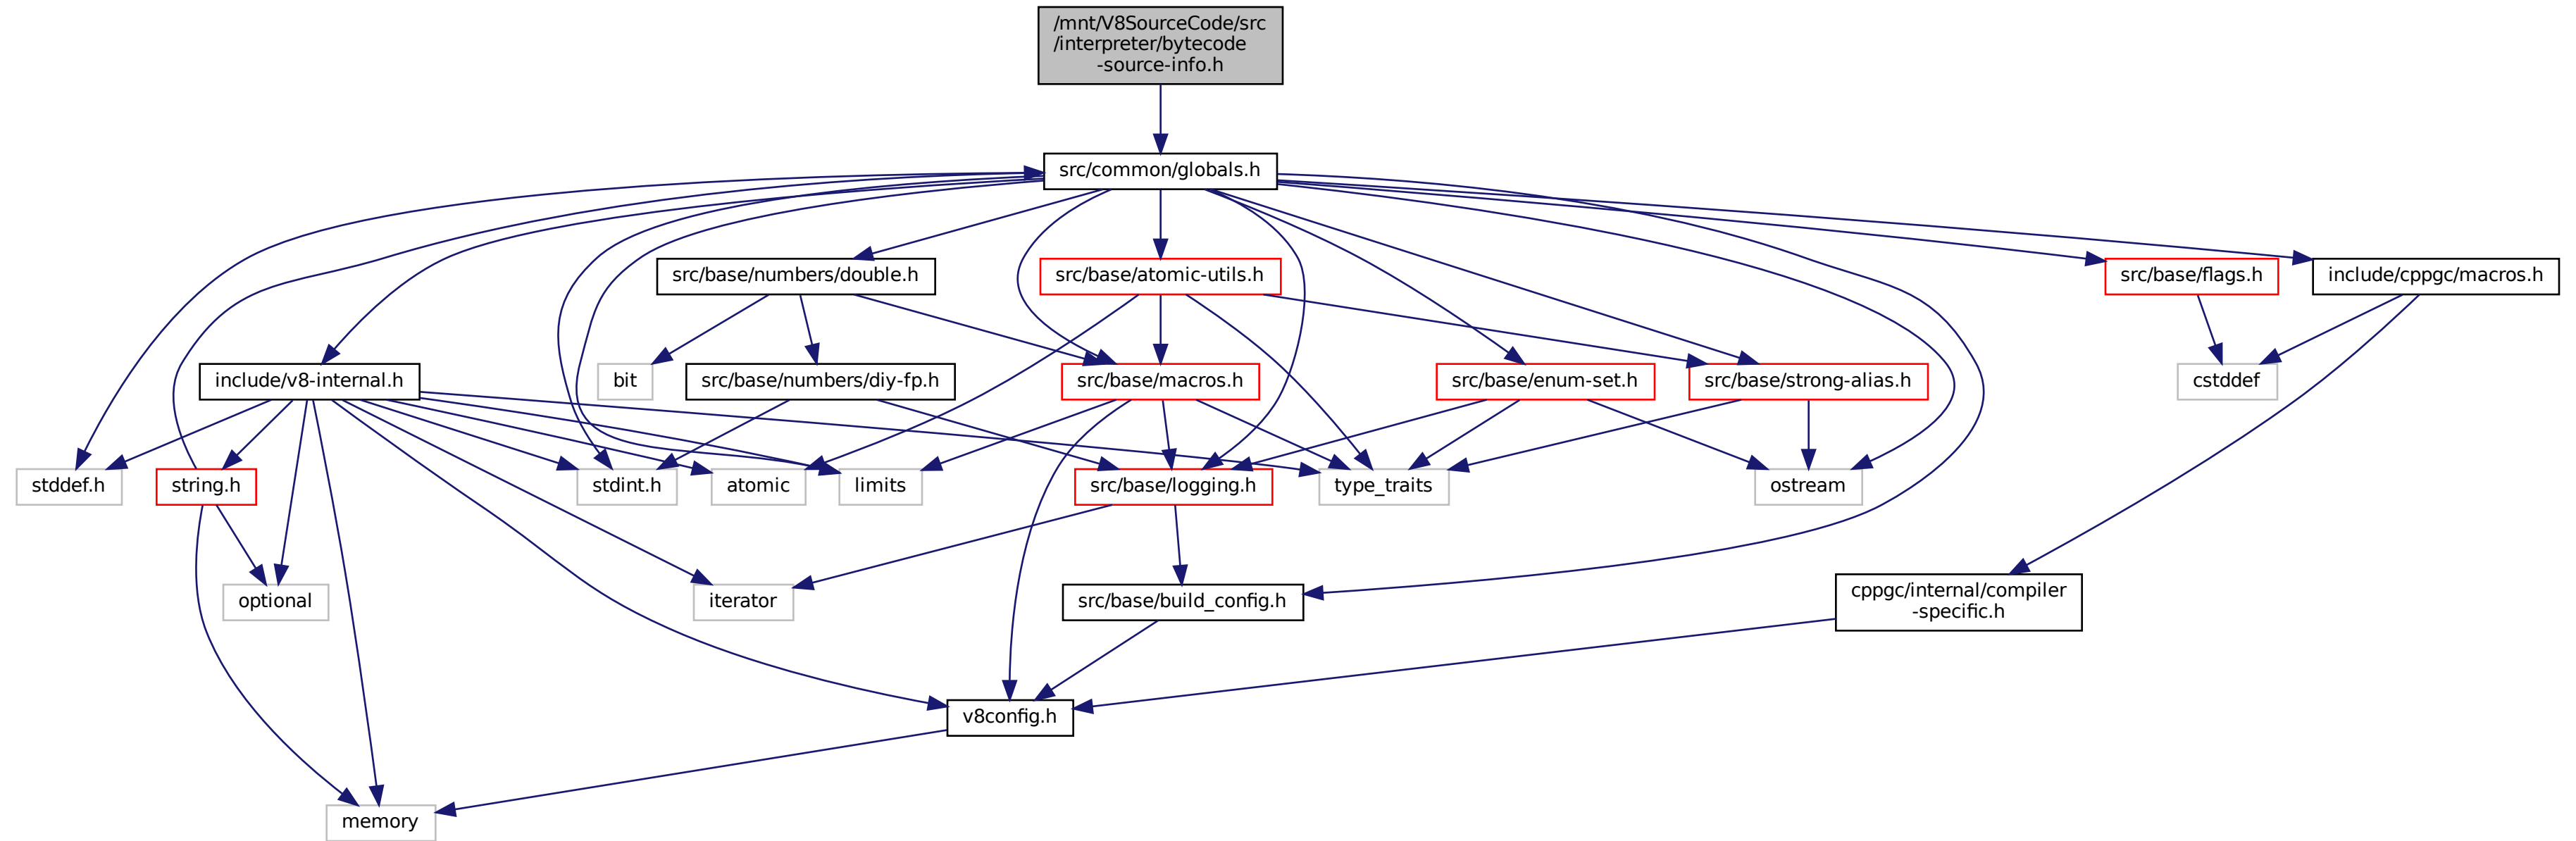 /mnt/V8SourceCode/src
/interpreter/bytecode
-source-info.h
src/common/globals.h
src/base/numbers/double.h
src/base/atomic-utils.h
src/base/flags.h
include/cppgc/macros.h
include/v8-internal.h
bit
src/base/numbers/diy-fp.h
src/base/macros.h
src/base/enum-set.h
src/base/strong-alias.h
cstddef
stddef.h
string.h
stdint.h
atomic
limits
src/base/logging.h
type_traits
ostream
optional
iterator
src/base/build_config.h
cppgc/internal/compiler
-specific.h
v8config.h
memory